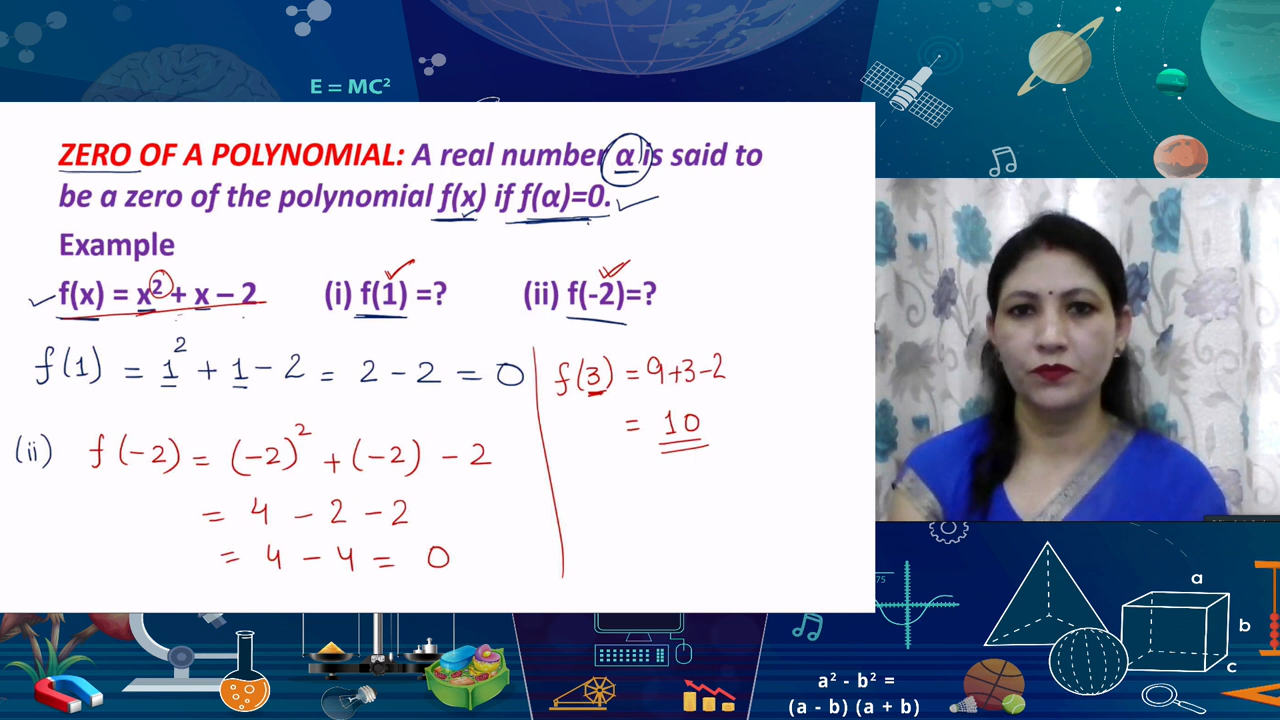 E = MC²
ZERO OF A POLYNOMIAL: A real number α is said to
be a zero of the polynomial f(x) if f(α)=0.
Example
f(x) = x² + x – 2 (i) f(1) =? (ii) f(-2)=?
f(1) = 1² + 1 - 2 = 2 - 2 = 0
f(3) = 9+3-2
= 10
(ii) f(-2) = (-2)² + (-2) - 2
= 4 - 2 - 2
= 4 - 4 = 0
75
a
b
c
a² - b² =
(a - b) (a + b)